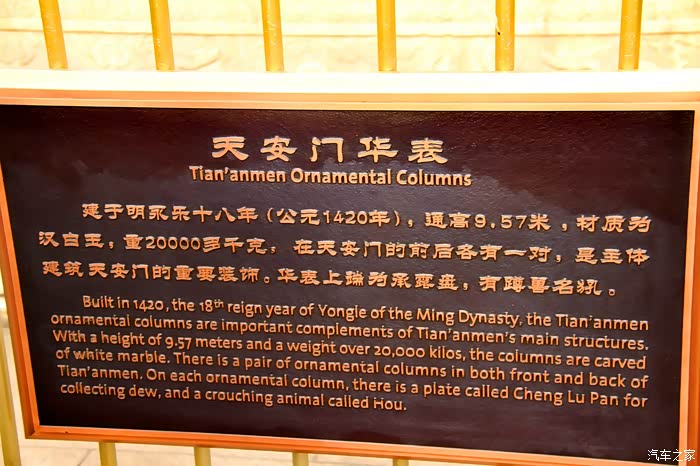 天安门华表
Tian'anmen Ornamental Columns
建于明永乐十八年（公元1420年），通高9.57米，材质为
汉白玉，重20000多千克，在天安门的前后各有一对，是主体
建筑天安门的重要装饰。华表上端为承露盘，有蹲兽名犼。
Built in 1420, the 18th reign year of Yongle of the Ming Dynasty, the Tian'anmen
ornamental columns are important complements of Tian'anmen's main structures.
With a height of 9.57 meters and a weight over 20,000 kilos, the columns are carved
of white marble. There is a pair of ornamental columns in both front and back of
Tian'anmen. On each ornamental column, there is a plate called Cheng Lu Pan for
collecting dew, and a crouching animal called Hou.
汽车之家